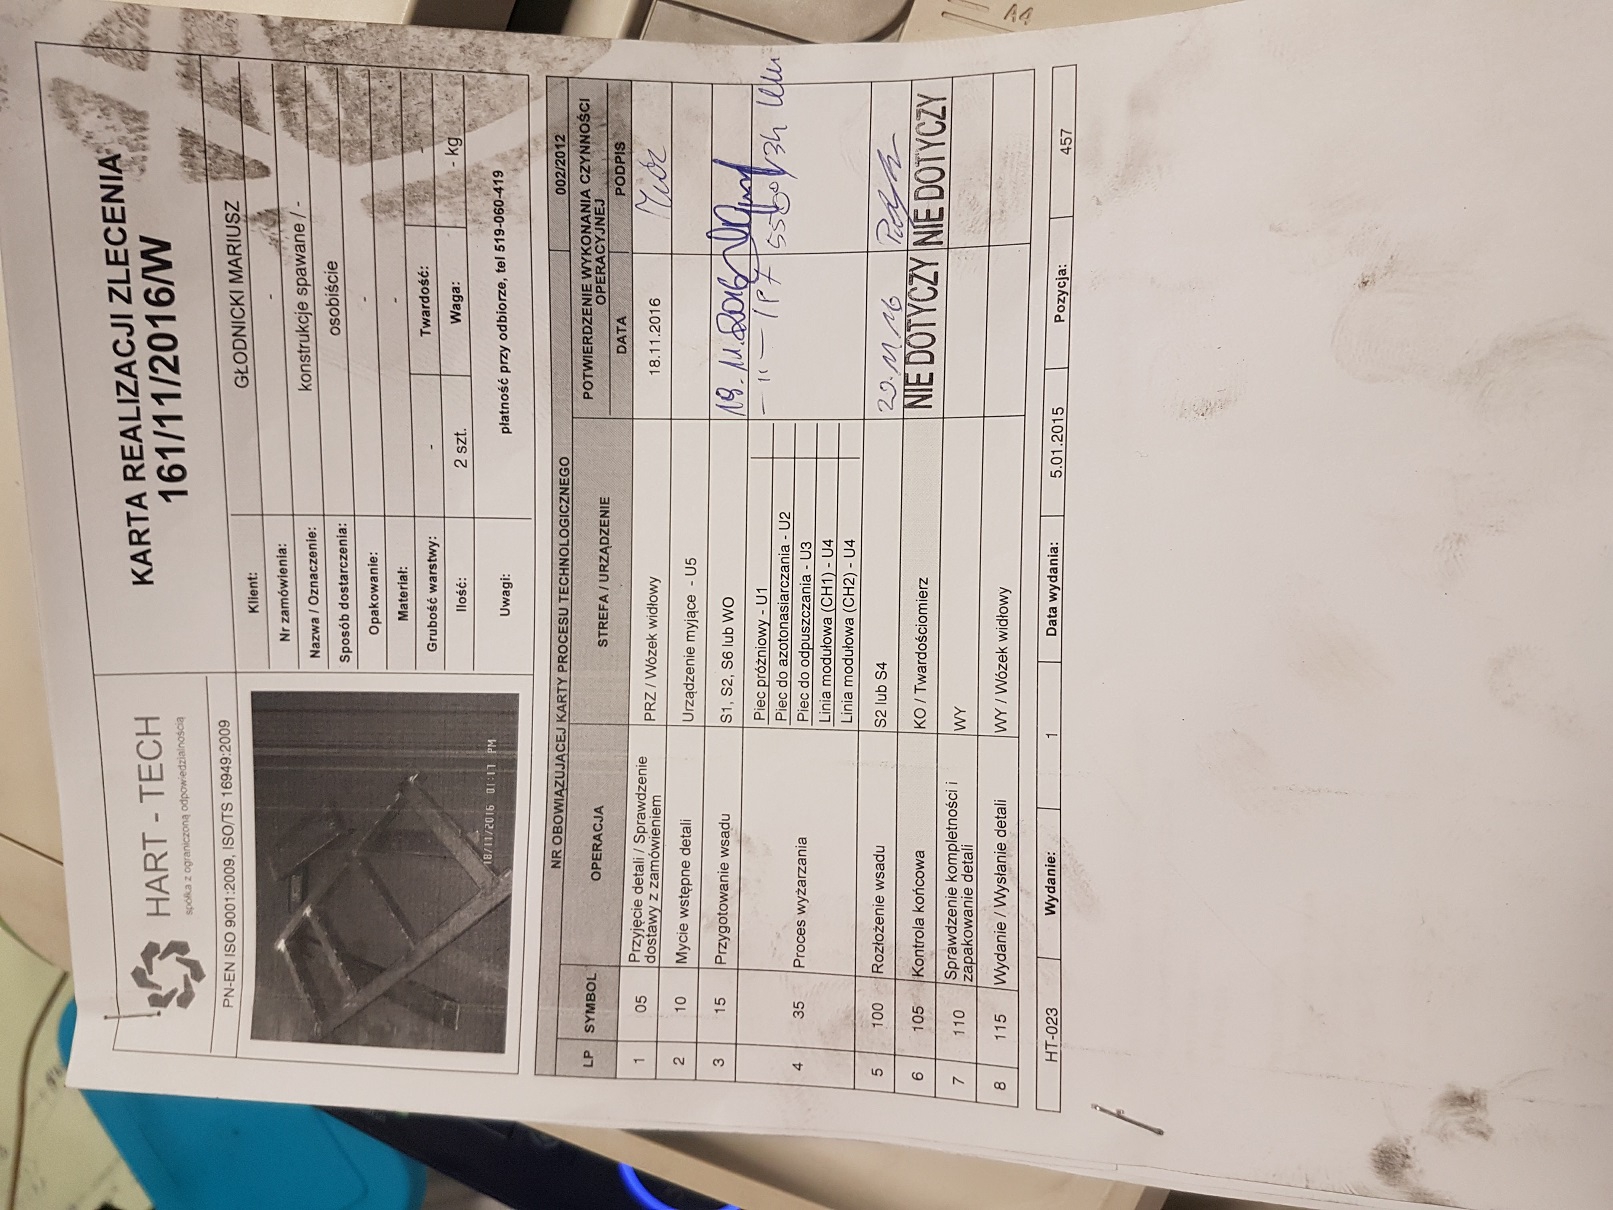 HART - TECH
spółka z ograniczoną odpowiedzialnością
PN-EN ISO 9001:2009, ISO/TS 16949:2009
KARTA REALIZACJI ZLECENIA
161/11/2016/W
Klient: GŁODNICKI MARIUSZ
Nr zamówienia: -
Nazwa / Oznaczenie: konstrukcje spawane / -
Sposób dostarczenia: osobiście
Opakowanie: -
Materiał: -
Grubość warstwy: - Twardość: -
Ilość: 2 szt. Waga: - kg
Uwagi: płatność przy odbiorze, tel 519-060-419
18/11/2016 01:17 PM
NR OBOWIĄZUJĄCEJ KARTY PROCESU TECHNOLOGICZNEGO 002/2012
LP SYMBOL OPERACJA STREFA / URZĄDZENIE POTWIERDZENIE WYKONANIA CZYNNOŚCI OPERACYJNEJ
DATA PODPIS
1 05 Przyjęcie detali / Sprawdzenie dostawy z zamówieniem PRZ / Wózek widłowy 18.11.2016
2 10 Mycie wstępne detali Urządzenie myjące - U5
3 15 Przygotowanie wsadu S1, S2, S6 lub WO 19.11.2016
4 35 Proces wyżarzania
Piec próżniowy - U1
Piec do azotonasiarczania - U2
Piec do odpuszczania - U3
Linia modułowa (CH1) - U4
Linia modułowa (CH2) - U4
5 100 Rozłożenie wsadu S2 lub S4 20.11.16
6 105 Kontrola końcowa KO / Twardościomierz NIE DOTYCZY NIE DOTYCZY
7 110 Sprawdzenie kompletności i zapakowanie detali WY
8 115 Wydanie / Wysłanie detali WY / Wózek widłowy
HT-023 Wydanie: 1 Data wydania: 5.01.2015 Pozycja: 457
A4